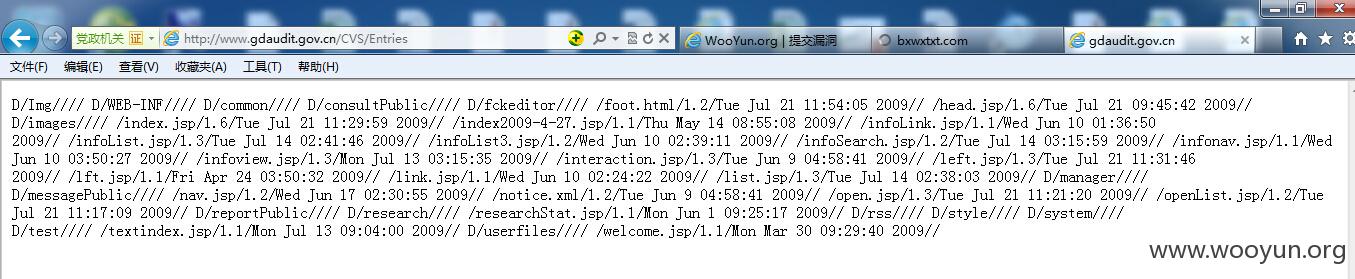 党政机关 证 http://www.gdaudit.gov.cn/CVS/Entries WooYun.org | 提交漏洞 bxwxtxt.com gdaudit.gov.cn
文件(F) 编辑(E) 查看(V) 收藏夹(A) 工具(T) 帮助(H)
D/Img//// D/WEB-INF//// D/common//// D/consultPublic//// D/fckeditor//// /foot.html/1.2/Tue Jul 21 11:54:05 2009// /head.jsp/1.6/Tue Jul 21 09:45:42 2009//
D/images//// /index.jsp/1.6/Tue Jul 21 11:29:59 2009// /index2009-4-27.jsp/1.1/Thu May 14 08:55:08 2009// /infoLink.jsp/1.1/Wed Jun 10 01:36:50
2009// /infoList.jsp/1.3/Tue Jul 14 02:41:46 2009// /infoList3.jsp/1.2/Wed Jun 10 02:39:11 2009// /infoSearch.jsp/1.2/Tue Jul 14 03:15:59 2009// /infonav.jsp/1.1/Wed
Jun 10 03:50:27 2009// /infoview.jsp/1.3/Mon Jul 13 03:15:35 2009// /interaction.jsp/1.3/Tue Jun 9 04:58:41 2009// /left.jsp/1.3/Tue Jul 21 11:31:46
2009// /lft.jsp/1.1/Fri Apr 24 03:50:32 2009// /link.jsp/1.1/Wed Jun 10 02:24:22 2009// /list.jsp/1.3/Tue Jul 14 02:38:03 2009// D/manager////
D/messagePublic//// /nav.jsp/1.2/Wed Jun 17 02:30:55 2009// /notice.xml/1.2/Tue Jun 9 04:58:41 2009// /open.jsp/1.3/Tue Jul 21 11:21:20 2009// /openList.jsp/1.2/Tue
Jul 21 11:17:09 2009// D/reportPublic//// D/research//// /researchStat.jsp/1.1/Mon Jun 1 09:25:17 2009// D/rss//// D/style//// D/system////
D/test//// /textindex.jsp/1.1/Mon Jul 13 09:04:00 2009// D/userfiles//// /welcome.jsp/1.1/Mon Mar 30 09:29:40 2009//
www.wooyun.org